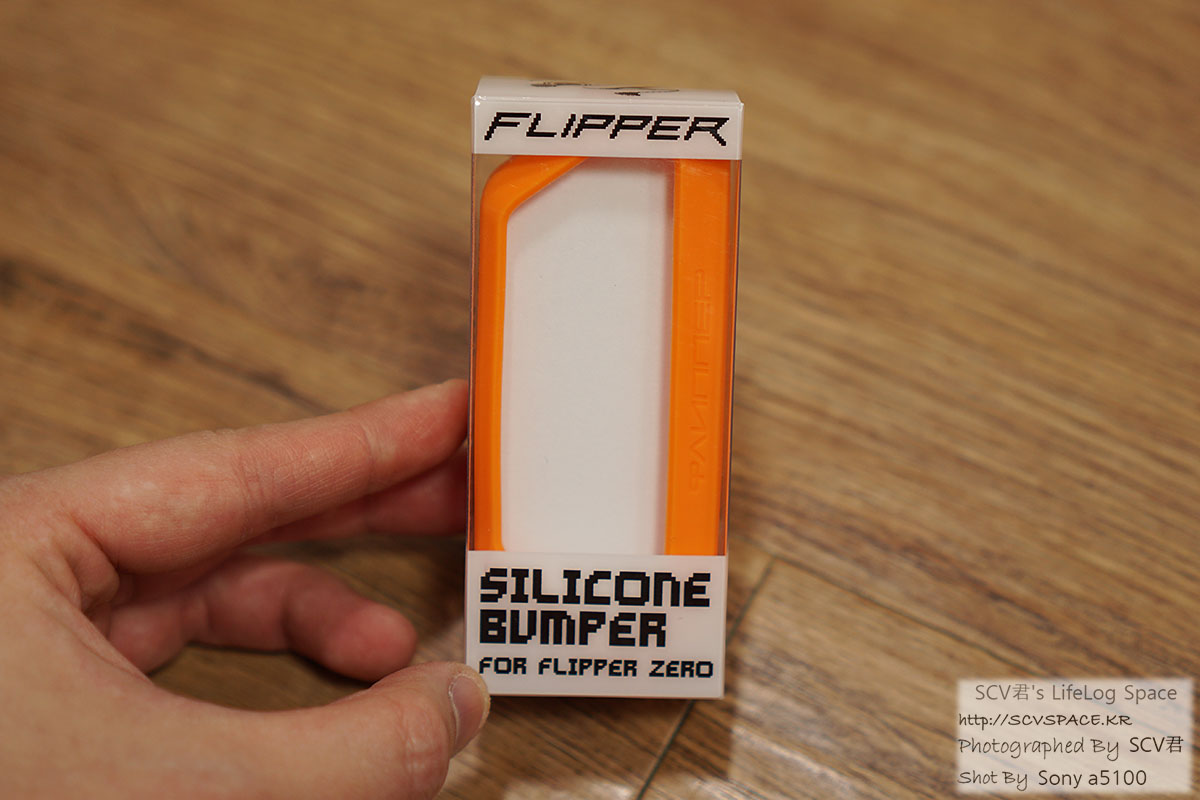 FLIPPER
SILICONE
BUMPER
FOR FLIPPER ZERO
SCV君's LifeLog Space
http://SCVSPACE.KR
Photographed By SCV君
Shot By Sony a5100